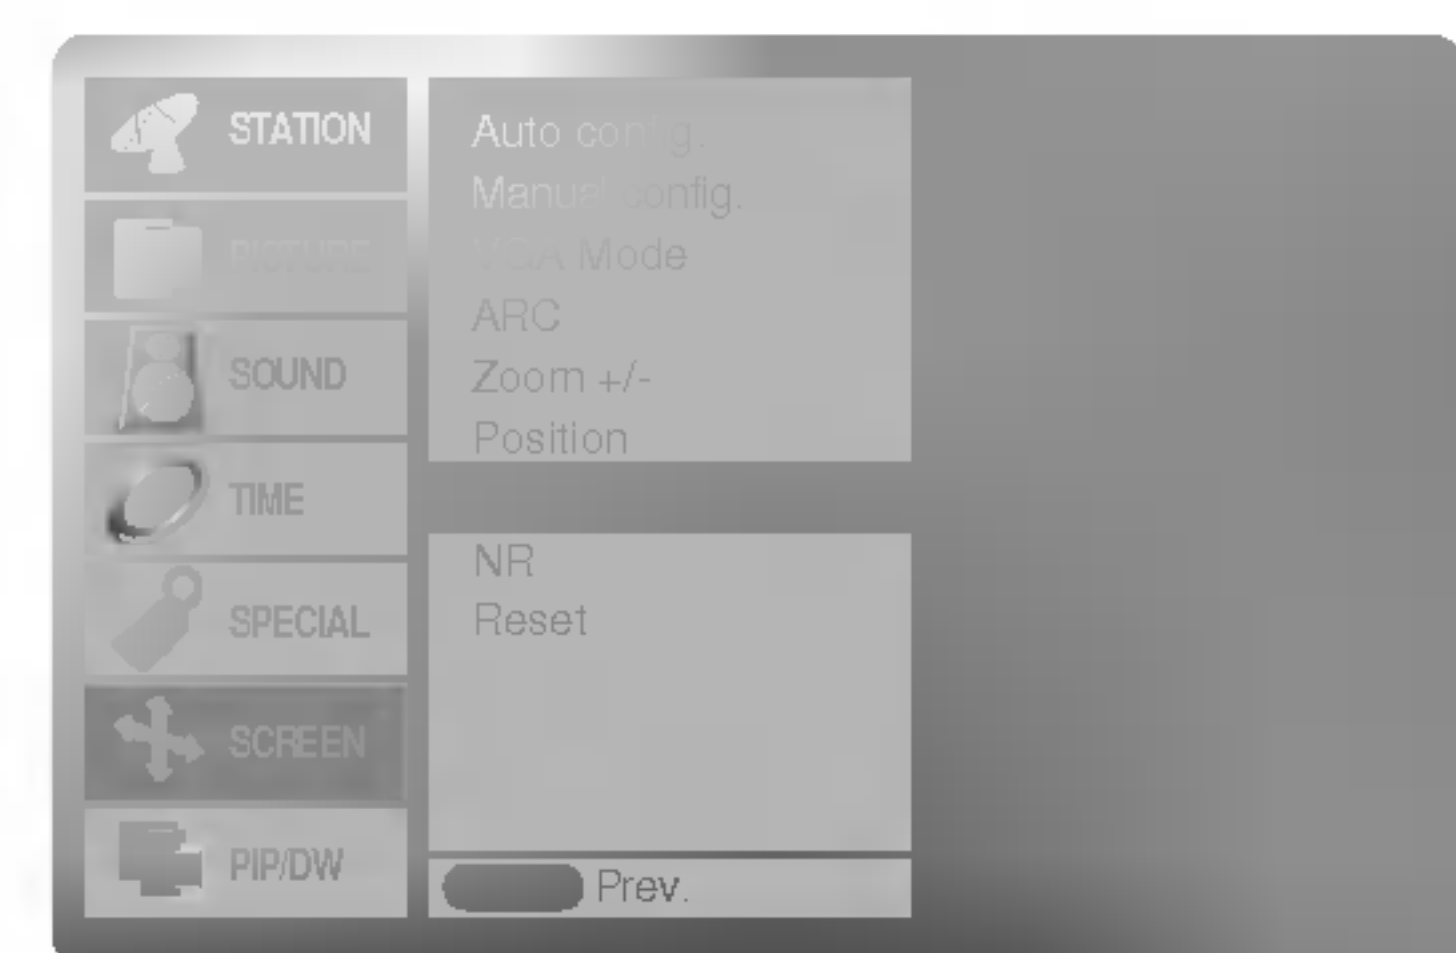 STATION
PICTURE
SOUND
TIME
SPECIAL
SCREEN
PIP/DW
Auto config.
Manual config.
VGA Mode
ARC
Zoom +/-
Position
NR
Reset
Prev.